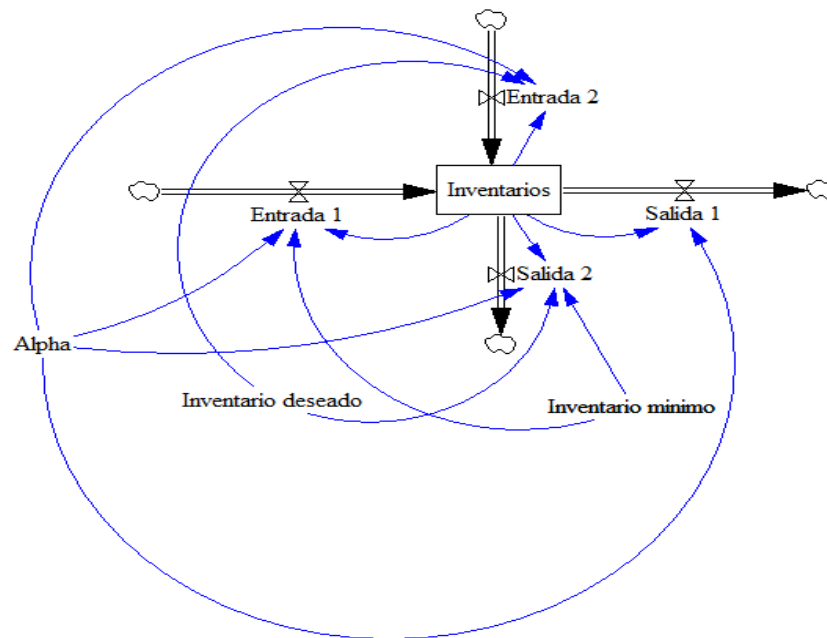 Entrada 2
Inventarios
Entrada 1
Salida 1
Salida 2
Alpha
Inventario deseado
Inventario minimo